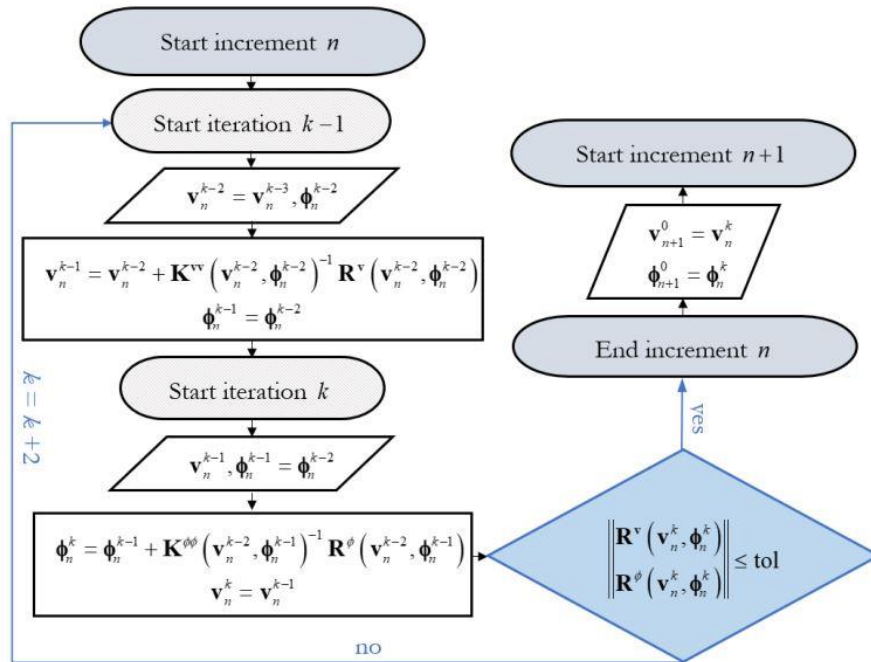 Start increment n
Start iteration k−1
v_n^{k-2} = v_n^{k-3}, ϕ_n^{k-2}
v_n^{k-1} = v_n^{k-2} + K^{vv} (v_n^{k-2}, ϕ_n^{k-2})^{-1} R^v (v_n^{k-2}, ϕ_n^{k-2})
ϕ_n^{k-1} = ϕ_n^{k-2}
Start iteration k
v_n^{k-1}, ϕ_n^{k-1} = ϕ_n^{k-2}
ϕ_n^k = ϕ_n^{k-1} + K^{ϕϕ} (v_n^{k-2}, ϕ_n^{k-1})^{-1} R^ϕ (v_n^{k-2}, ϕ_n^{k-1})
v_n^k = v_n^{k-1}
k = k + 2
no
‖R^v (v_n^k, ϕ_n^k)
R^ϕ (v_n^k, ϕ_n^k)‖ ≤ tol
yes
End increment n
v_{n+1}^0 = v_n^k
ϕ_{n+1}^0 = ϕ_n^k
Start increment n+1